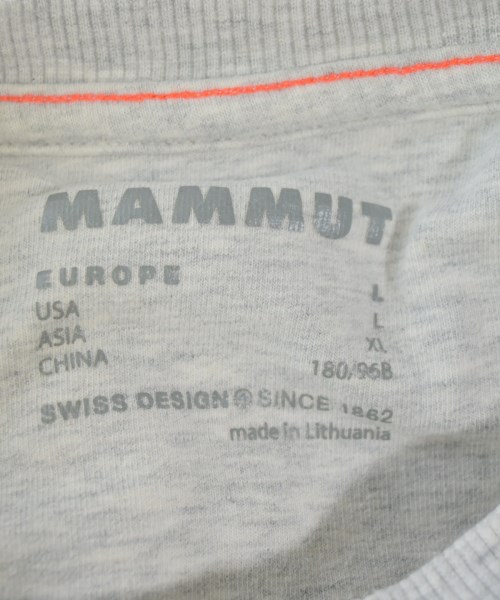 MAMMUT
EUROPE L
USA L
ASIA XL
CHINA 180/96B
SWISS DESIGN SINCE 1862
made in Lithuania